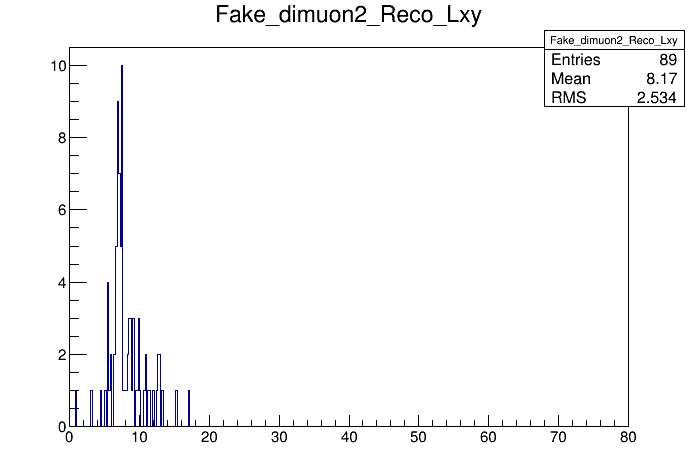 Fake_dimuon2_Reco_Lxy
Fake_dimuon2_Reco_Lxy
Entries 89
Mean 8.17
RMS 2.534
10
8
6
4
2
0
0 10 20 30 40 50 60 70 80